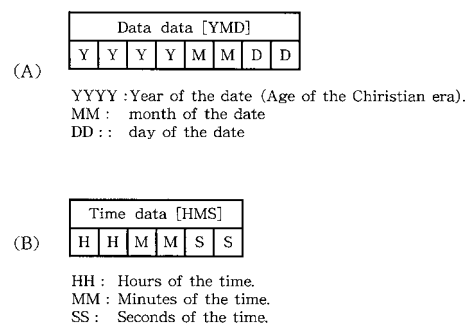 Data data [YMD]
Y Y Y Y M M D D
(A)
YYYY :Year of the date (Age of the Chiristian era).
MM : month of the date
DD : : day of the date
Time data [HMS]
(B) H H M M S S
HH : Hours of the time.
MM : Minutes of the time.
SS : Seconds of the time.